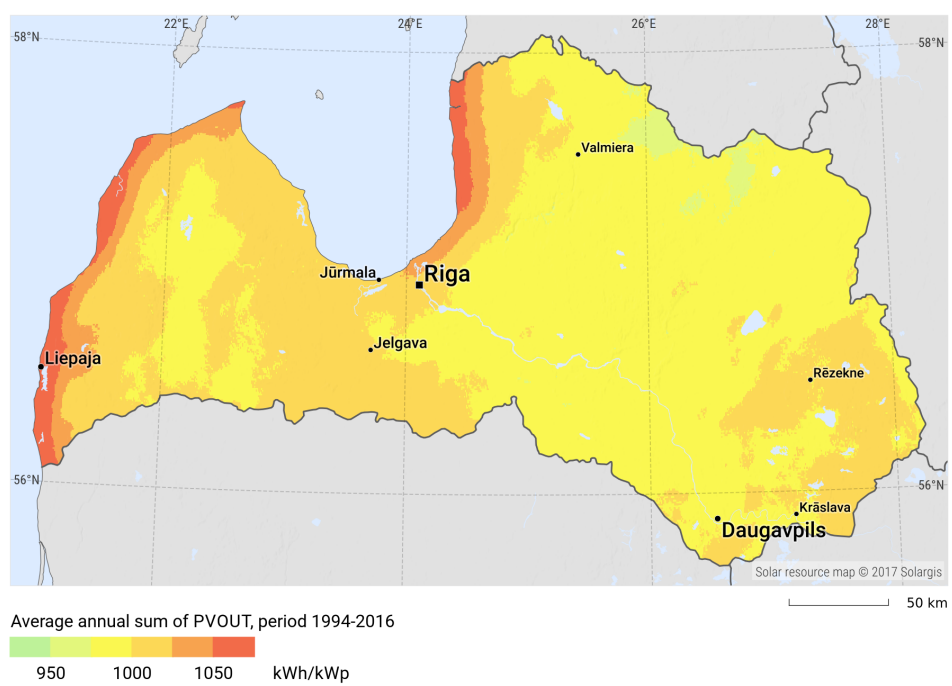 22°E 24°E 26°E 28°E
58°N 58°N
Valmiera
Jūrmala Riga
Jelgava
Liepaja
Rēzekne
56°N 56°N
Krāslava
Daugavpils
Solar resource map © 2017 Solargis
50 km
Average annual sum of PVOUT, period 1994-2016
950 1000 1050 kWh/kWp